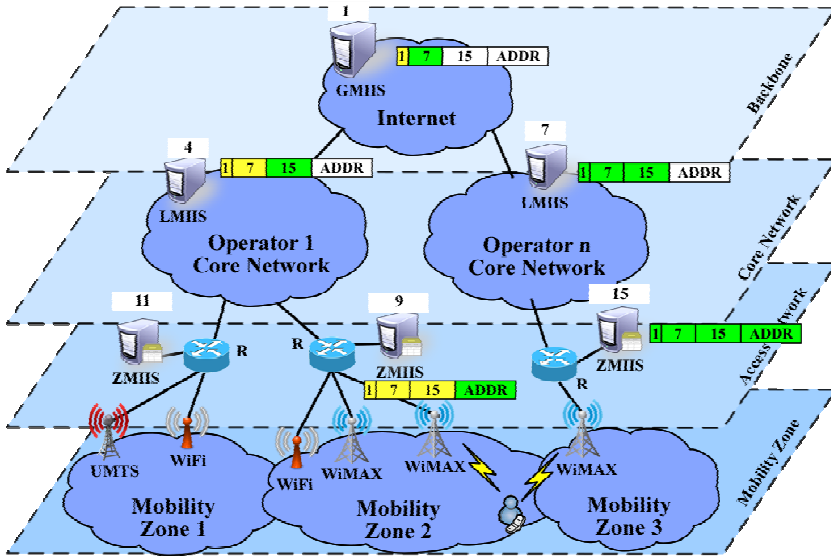 1
1 7 15 ADDR
GMIIS
Internet
Backbone
4
1 7 15 ADDR
LMIIS
Operator 1
Core Network
7
1 7 15 ADDR
LMIIS
Operator n
Core Network
Core Network
11
ZMIIS
R
9
R
ZMIIS
15
ZMIIS
R
1 7 15 ADDR
Access Network
1 7 15 ADDR
UMTS
WiFi
WiFi
WiMAX
WiMAX
WiMAX
Mobility
Zone 1
Mobility
Zone 2
Mobility
Zone 3
Mobility Zone